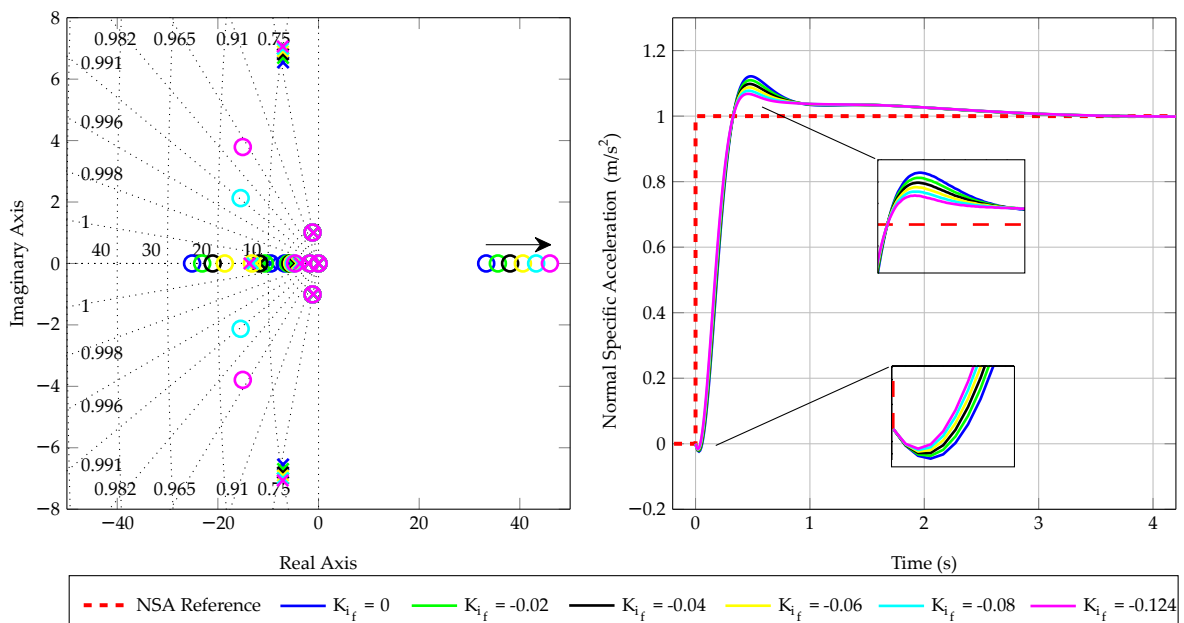 8
6
4
2
0
−2
−4
−6
−8
Imaginary Axis
0.982 0.965 0.91 0.75
0.991
0.996
0.998
1
40 30 20 10
1
0.998
0.996
0.991
0.982 0.965 0.91 0.75
−40 −20 0 20 40
Real Axis
1.2
1
0.8
0.6
0.4
0.2
0
−0.2
Normal Specific Acceleration (m/s²)
0 1 2 3 4
Time (s)
NSA Reference K_{i_f} = 0 K_{i_f} = -0.02 K_{i_f} = -0.04 K_{i_f} = -0.06 K_{i_f} = -0.08 K_{i_f} = -0.124